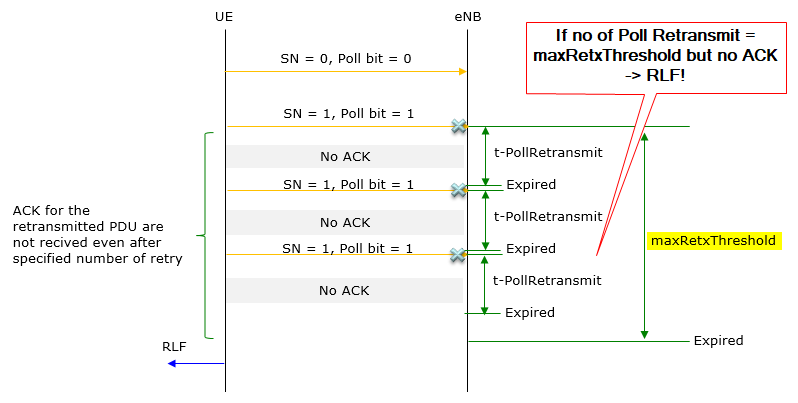 UE
eNB
If no of Poll Retransmit =
maxRetxThreshold but no ACK
-> RLF!
SN = 0, Poll bit = 0
SN = 1, Poll bit = 1
No ACK
t-PollRetransmit
SN = 1, Poll bit = 1
Expired
No ACK
t-PollRetransmit
ACK for the
retransmitted PDU are
not recived even after
specified number of retry
maxRetxThreshold
SN = 1, Poll bit = 1
Expired
t-PollRetransmit
No ACK
Expired
RLF
Expired